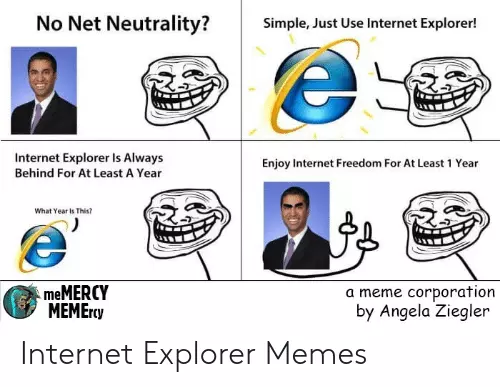 No Net Neutrality?
Simple, Just Use Internet Explorer!
Internet Explorer Is Always
Behind For At Least A Year
What Year Is This?
Enjoy Internet Freedom For At Least 1 Year
meMERCY
MEMErcy
a meme corporation
by Angela Ziegler
Internet Explorer Memes